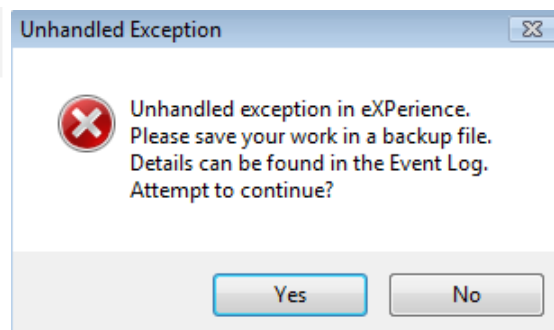 Unhandled Exception
Unhandled exception in eXPerience.
Please save your work in a backup file.
Details can be found in the Event Log.
Attempt to continue?
Yes
No